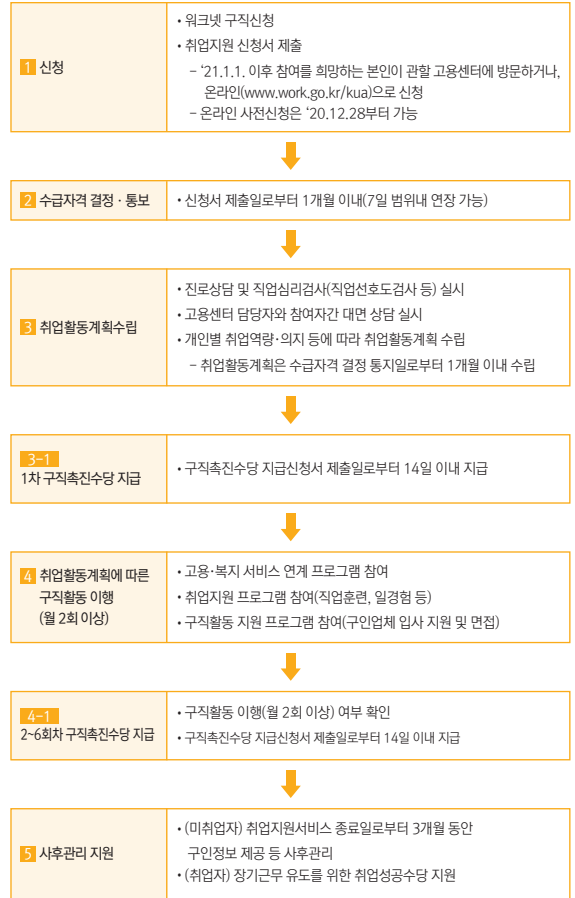 1 신청
• 워크넷 구직신청
• 취업지원 신청서 제출
– ‘21.1.1. 이후 참여를 희망하는 본인이 관할 고용센터에 방문하거나,
온라인(www.work.go.kr/kua)으로 신청
– 온라인 사전신청은 ‘20.12.28부터 가능
2 수급자격 결정 · 통보
• 신청서 제출일로부터 1개월 이내(7일 범위내 연장 가능)
3 취업활동계획수립
• 진로상담 및 직업심리검사(직업선호도검사 등) 실시
• 고용센터 담당자와 참여자간 대면 상담 실시
• 개인별 취업역량·의지 등에 따라 취업활동계획 수립
– 취업활동계획은 수급자격 결정 통지일로부터 1개월 이내 수립
3-1
1차 구직촉진수당 지급
• 구직촉진수당 지급신청서 제출일로부터 14일 이내 지급
4 취업활동계획에 따른
구직활동 이행
(월 2회 이상)
• 고용·복지 서비스 연계 프로그램 참여
• 취업지원 프로그램 참여(직업훈련, 일경험 등)
• 구직활동 지원 프로그램 참여(구인업체 입사 지원 및 면접)
4-1
2~6회차 구직촉진수당 지급
• 구직활동 이행(월 2회 이상) 여부 확인
• 구직촉진수당 지급신청서 제출일로부터 14일 이내 지급
5 사후관리 지원
• (미취업자) 취업지원서비스 종료일로부터 3개월 동안
구인정보 제공 등 사후관리
• (취업자) 장기근무 유도를 위한 취업성공수당 지원